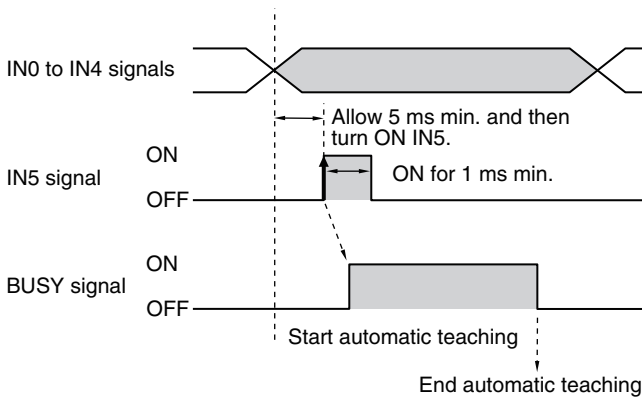 IN0 to IN4 signals
Allow 5 ms min. and then
turn ON IN5.
ON
IN5 signal
ON for 1 ms min.
OFF
ON
BUSY signal
OFF
Start automatic teaching
End automatic teaching